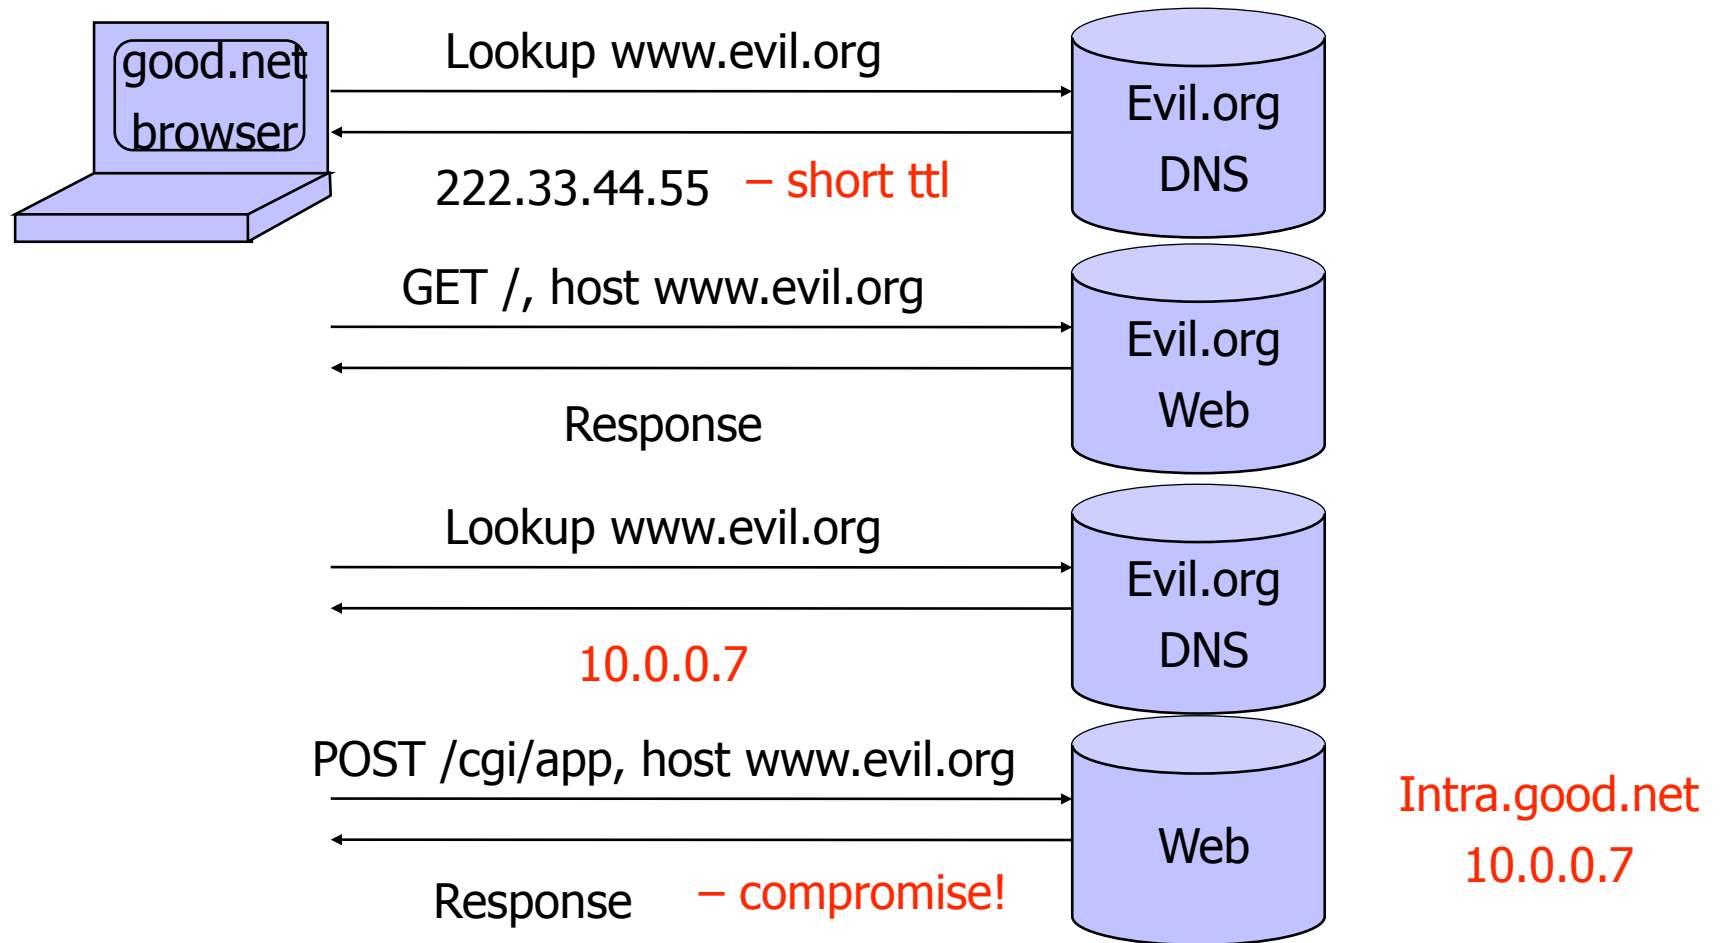 good.net
browser
Lookup www.evil.org
222.33.44.55 – short ttl
Evil.org
DNS
GET /, host www.evil.org
Response
Evil.org
Web
Lookup www.evil.org
10.0.0.7
Evil.org
DNS
POST /cgi/app, host www.evil.org
Response – compromise!
Web
Intra.good.net
10.0.0.7